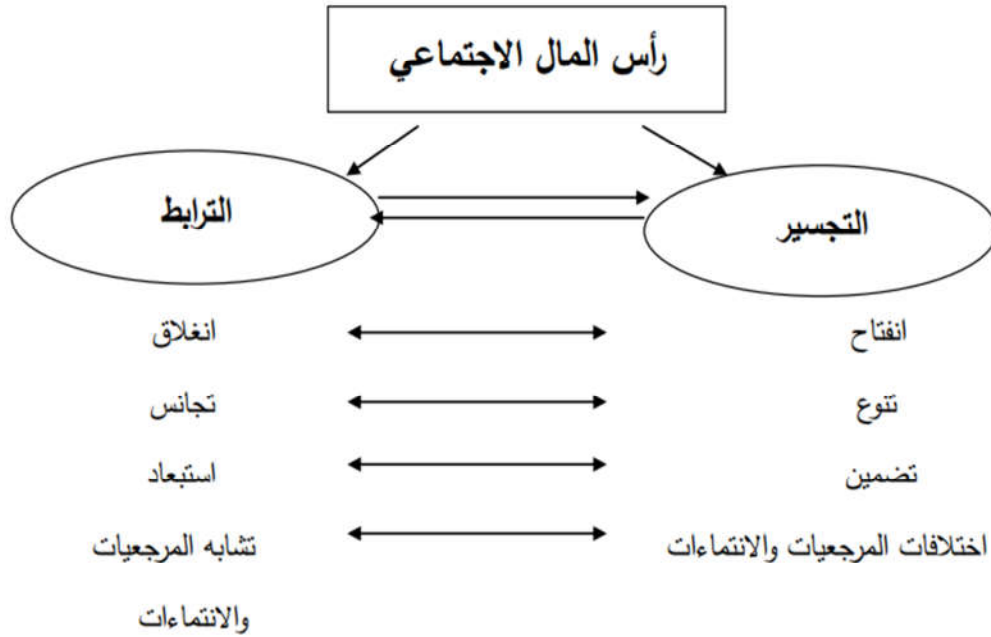 رأس المال الاجتماعي
التجسير
الترابط
انفتاح
انغلاق
تنوع
تجانس
تضمين
استبعاد
اختلافات المرجعيات والانتماءات
تشابه المرجعيات
والانتماءات